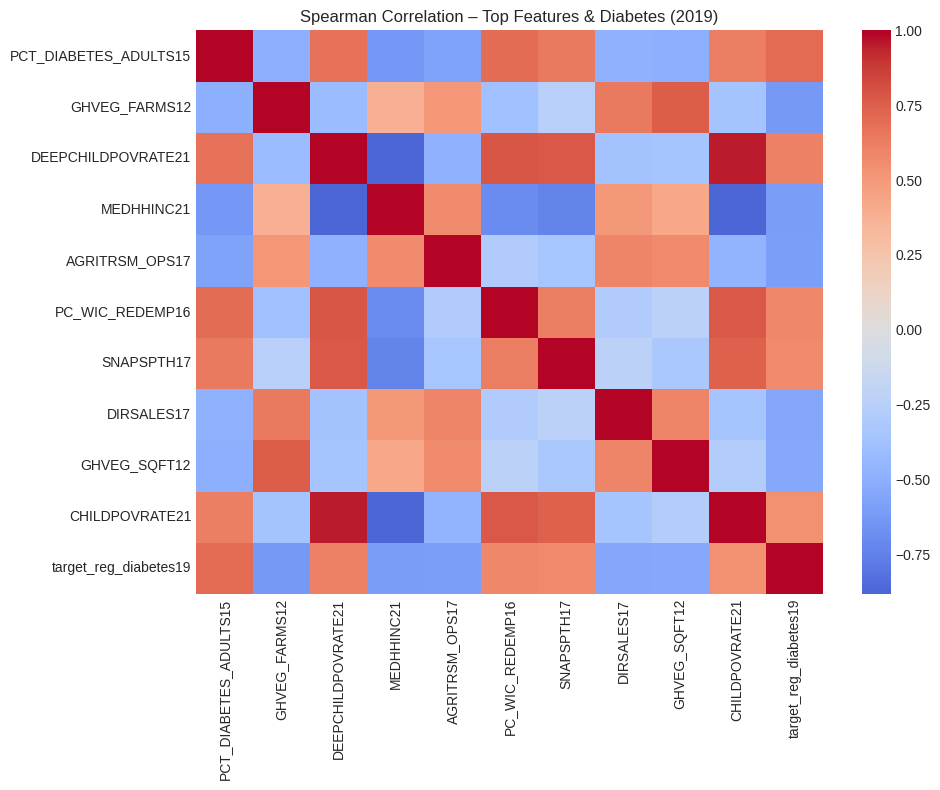 Spearman Correlation – Top Features & Diabetes (2019)
PCT_DIABETES_ADULTS15
GHVEG_FARMS12
DEEPCHILDPOVRATE21
MEDHHINC21
AGRITRSM_OPS17
PC_WIC_REDEMP16
SNAPSPTH17
DIRSALES17
GHVEG_SQFT12
CHILDPOVRATE21
target_reg_diabetes19
PCT_DIABETES_ADULTS15
GHVEG_FARMS12
DEEPCHILDPOVRATE21
MEDHHINC21
AGRITRSM_OPS17
PC_WIC_REDEMP16
SNAPSPTH17
DIRSALES17
GHVEG_SQFT12
CHILDPOVRATE21
target_reg_diabetes19
1.00
0.75
0.50
0.25
0.00
−0.25
−0.50
−0.75